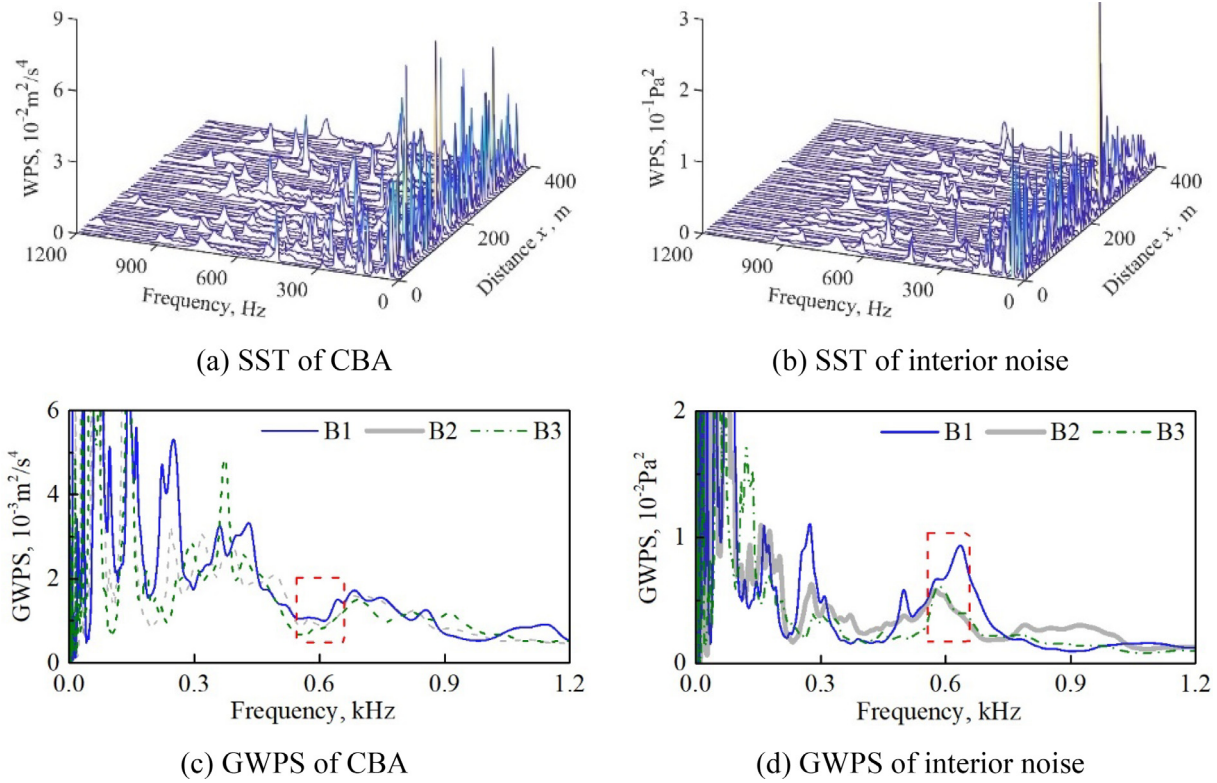 9
6
3
0
WPS, 10⁻²m²/s⁴
1200
900
600
300
0
Frequency, Hz
0
200
400
Distance x , m
(a) SST of CBA
3
2
1
0
WPS, 10⁻¹Pa²
1200
900
600
300
0
Frequency, Hz
0
200
400
Distance x , m
(b) SST of interior noise
6
4
2
0
GWPS, 10⁻³m²/s⁴
B1 B2 B3
0.0 0.3 0.6 0.9 1.2
Frequency, kHz
(c) GWPS of CBA
2
1
0
GWPS, 10⁻²Pa²
B1 B2 B3
0.0 0.3 0.6 0.9 1.2
Frequency, kHz
(d) GWPS of interior noise